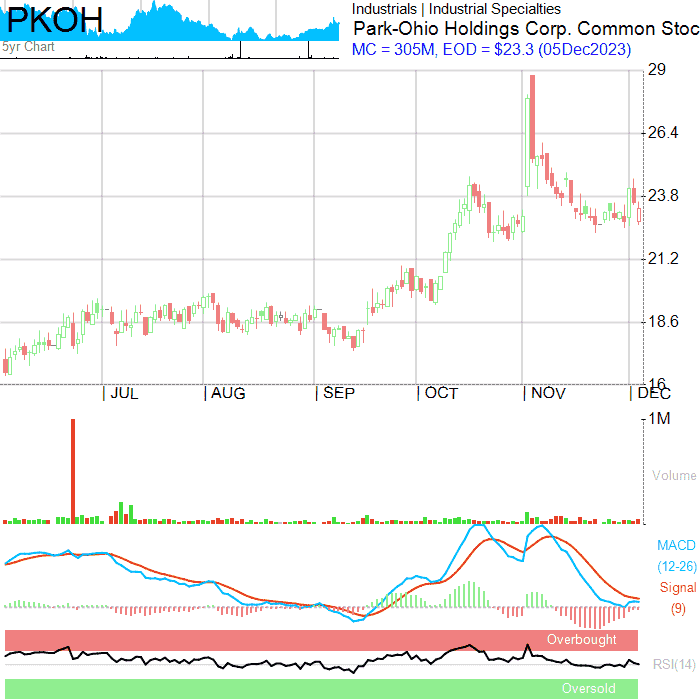 PKOH
5yr Chart
Industrials | Industrial Specialties
Park-Ohio Holdings Corp. Common Stoc
MC = 305M, EOD = $23.3 (05Dec2023)
29
26.4
23.8
21.2
18.6
16
JUL
AUG
SEP
OCT
NOV
DEC
1M
Volume
MACD
(12-26)
Signal
(9)
Overbought
RSI(14)
Oversold